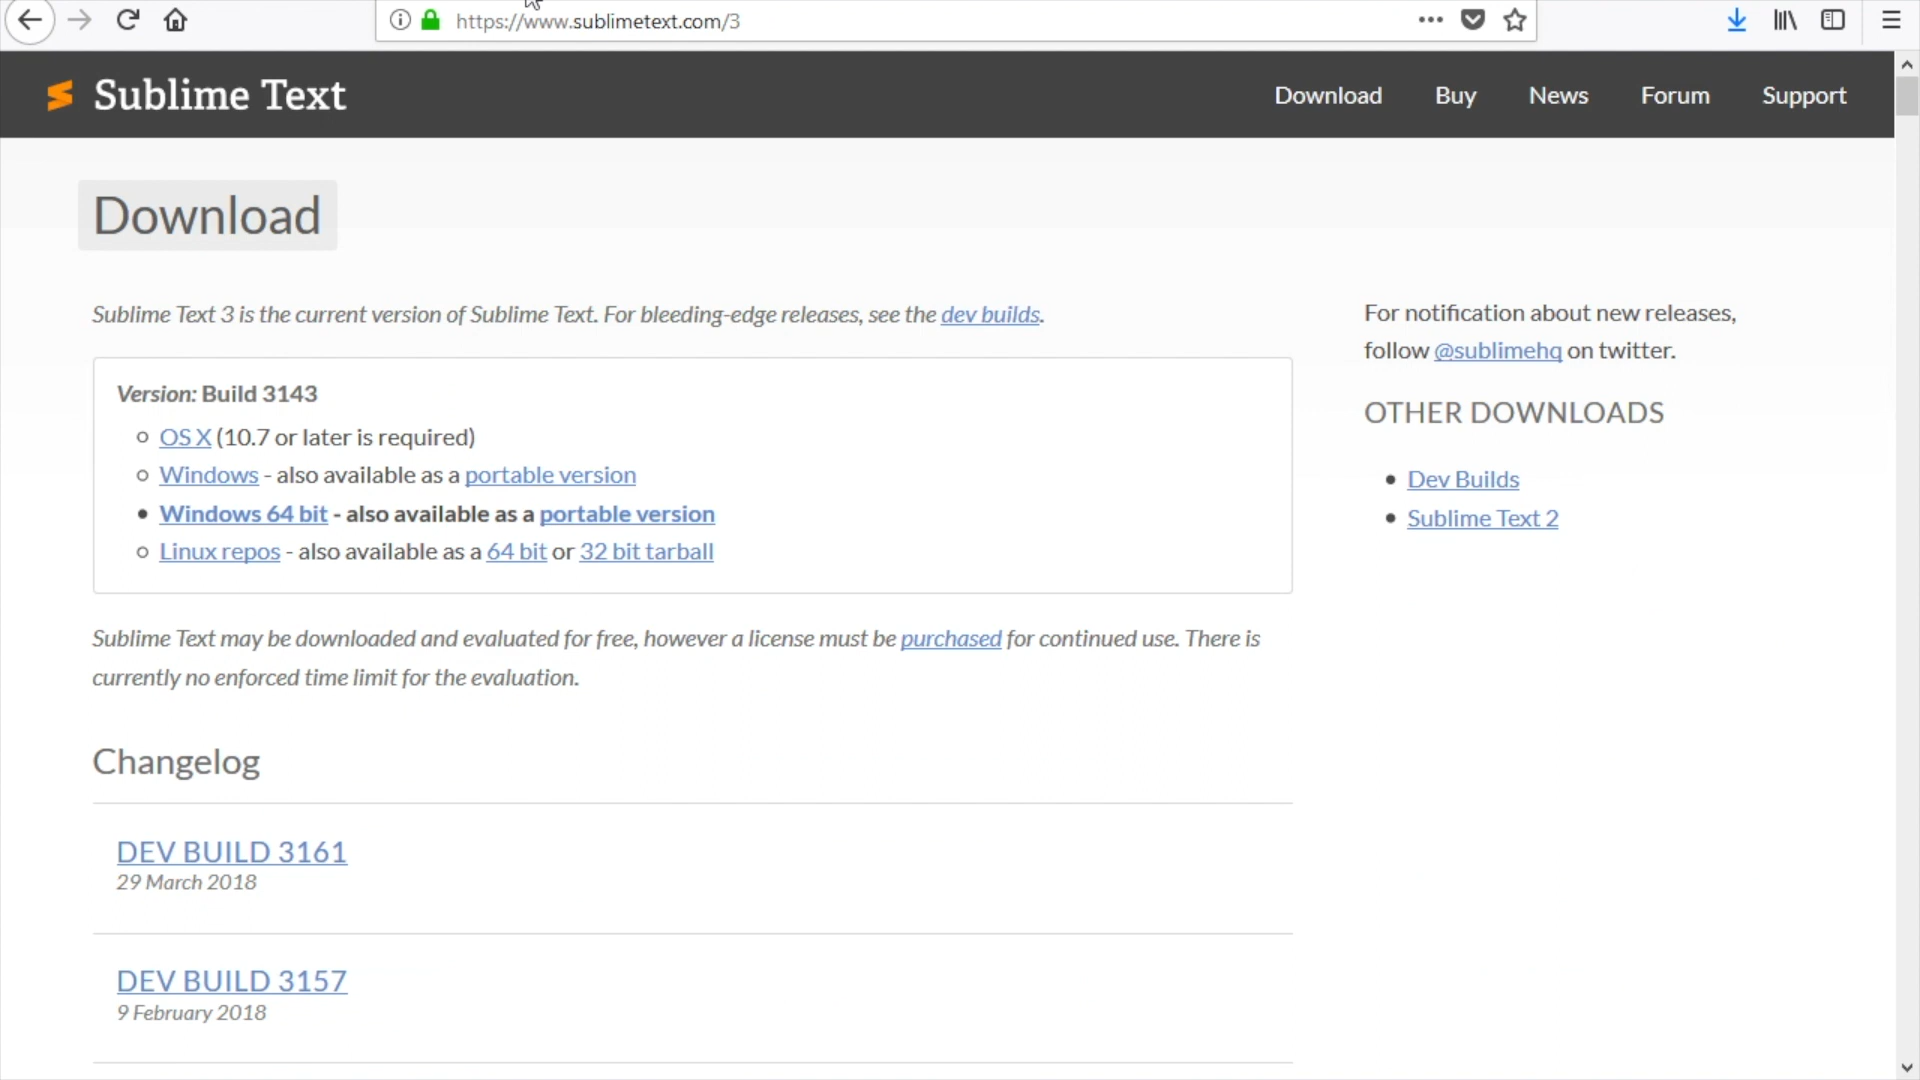 https://www.sublimetext.com/3
Sublime Text
Download Buy News Forum Support
Download
Sublime Text 3 is the current version of Sublime Text. For bleeding-edge releases, see the dev builds.
Version: Build 3143
OS X (10.7 or later is required)
Windows - also available as a portable version
Windows 64 bit - also available as a portable version
Linux repos - also available as a 64 bit or 32 bit tarball
Sublime Text may be downloaded and evaluated for free, however a license must be purchased for continued use. There is
currently no enforced time limit for the evaluation.
For notification about new releases,
follow @sublimehq on twitter.
OTHER DOWNLOADS
Dev Builds
Sublime Text 2
Changelog
DEV BUILD 3161
29 March 2018
DEV BUILD 3157
9 February 2018